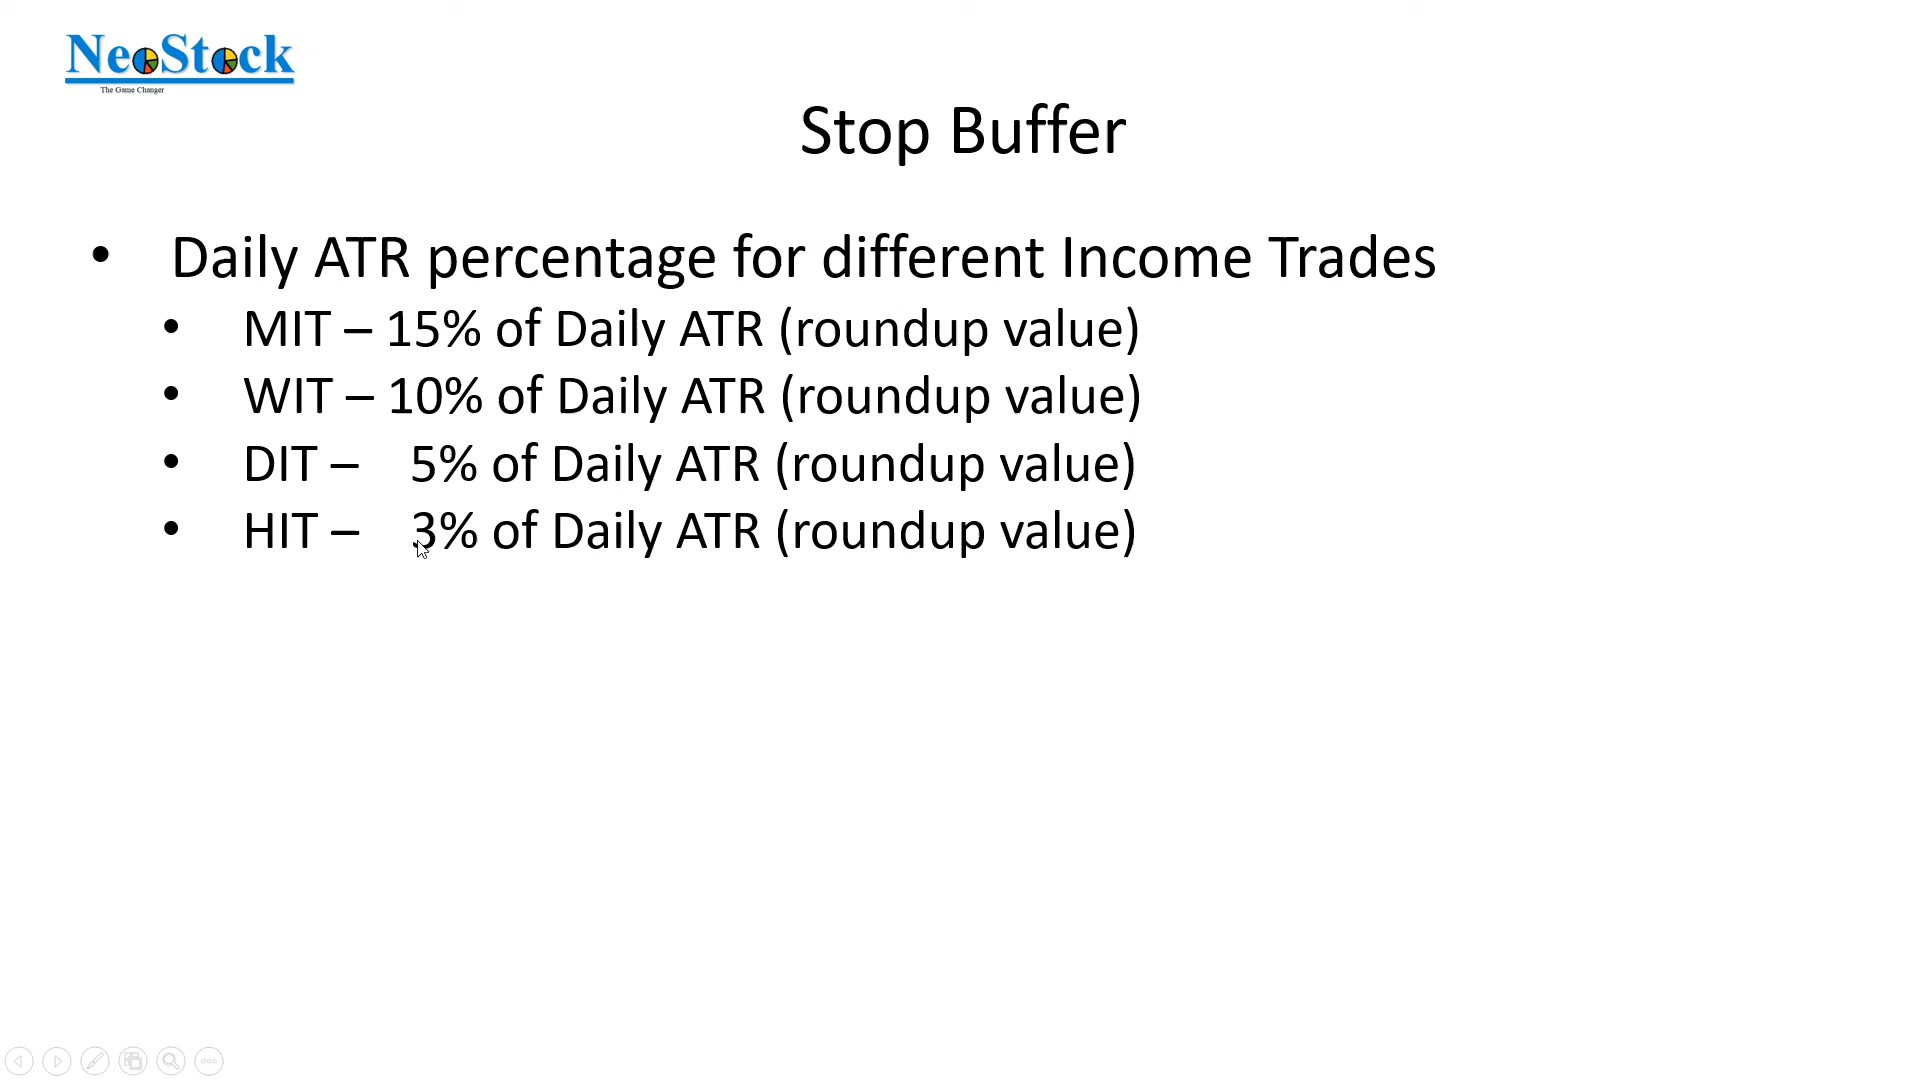 NeoStock
The Game Changer
Stop Buffer
• Daily ATR percentage for different Income Trades
• MIT – 15% of Daily ATR (roundup value)
• WIT – 10% of Daily ATR (roundup value)
• DIT – 5% of Daily ATR (roundup value)
• HIT – 3% of Daily ATR (roundup value)